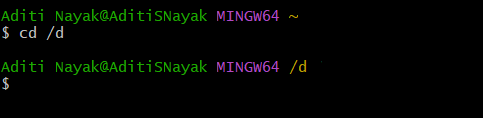 Aditi Nayak@AditiSNayak MINGW64 ~
$ cd /d
Aditi Nayak@AditiSNayak MINGW64 /d
$